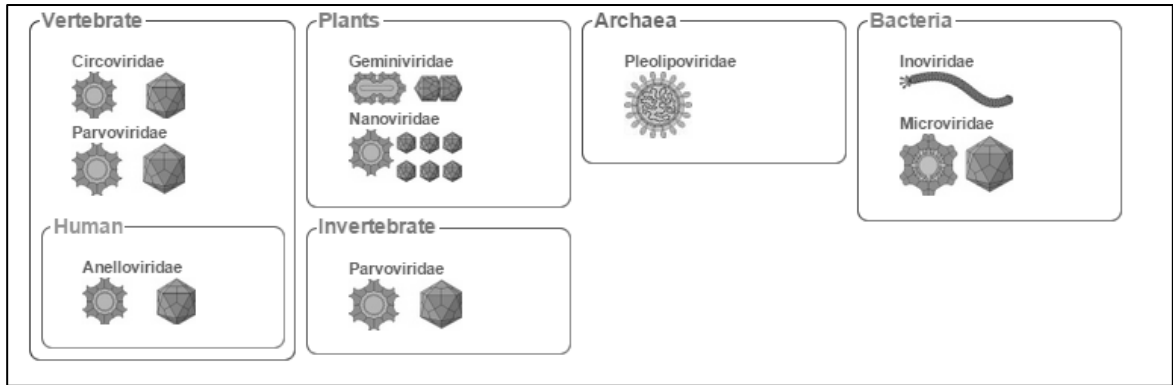 Vertebrate
Circoviridae
Parvoviridae
Human
Anelloviridae
Plants
Geminiviridae
Nanoviridae
Invertebrate
Parvoviridae
Archaea
Pleolipoviridae
Bacteria
Inoviridae
Microviridae